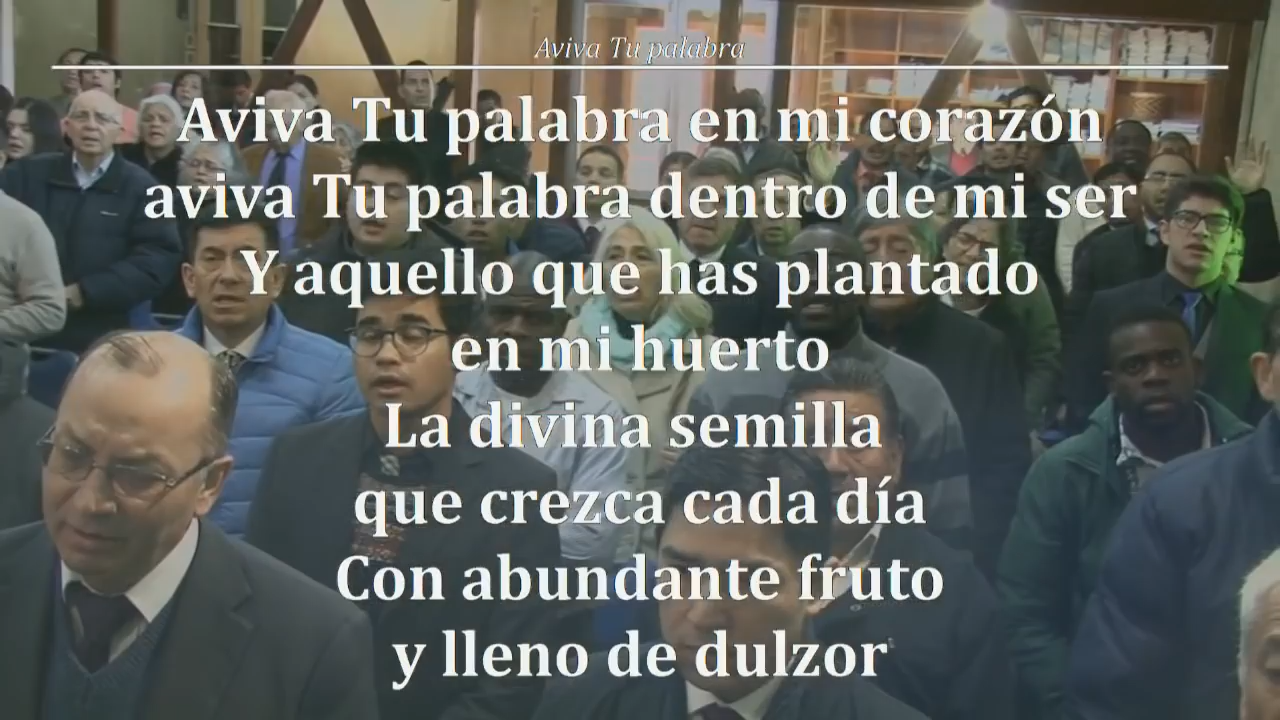 Aviva Tu palabra
Aviva Tu palabra en mi corazón
aviva Tu palabra dentro de mi ser
Y aquello que has plantado
en mi huerto
La divina semilla
que crezca cada día
Con abundante fruto
y lleno de dulzor